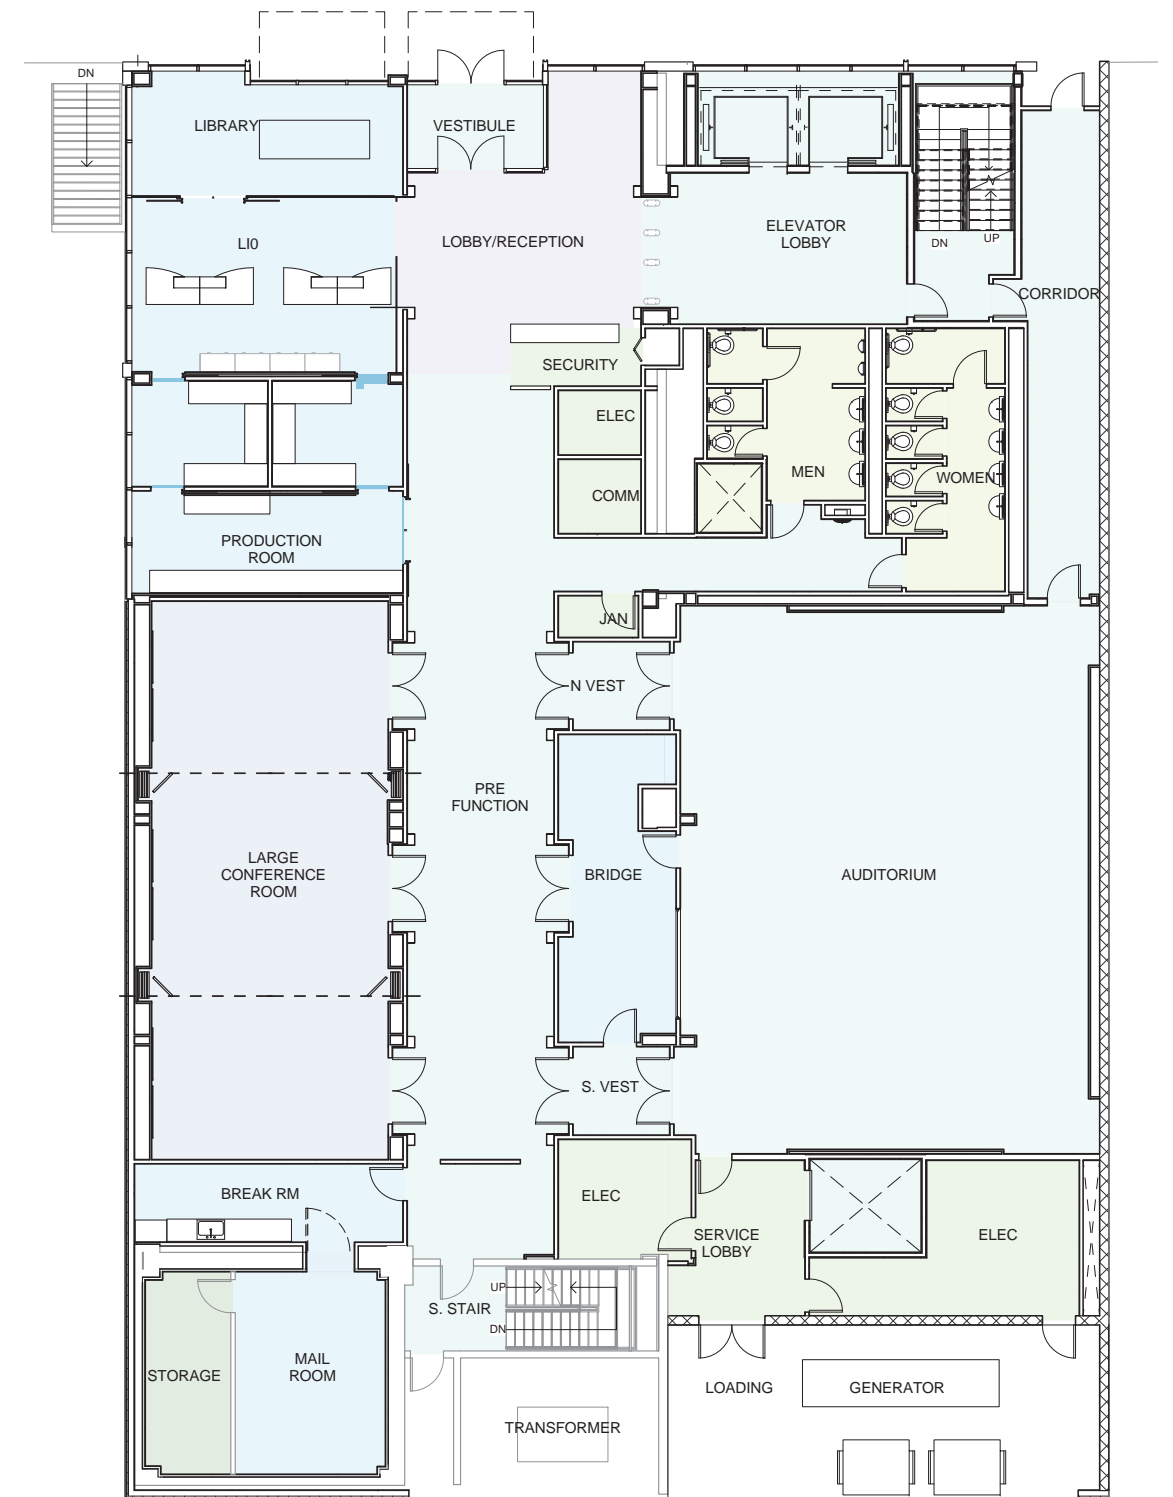 DN
LIBRARY
VESTIBULE
LI0
LOBBY/RECEPTION
ELEVATOR
LOBBY
DN
UP
CORRIDOR
SECURITY
ELEC
COMM
MEN
WOMEN
PRODUCTION
ROOM
JAN
N VEST
PRE
FUNCTION
LARGE
CONFERENCE
ROOM
BRIDGE
AUDITORIUM
S. VEST
BREAK RM
ELEC
SERVICE
LOBBY
ELEC
UP
S. STAIR
DN
STORAGE
MAIL
ROOM
LOADING
GENERATOR
TRANSFORMER